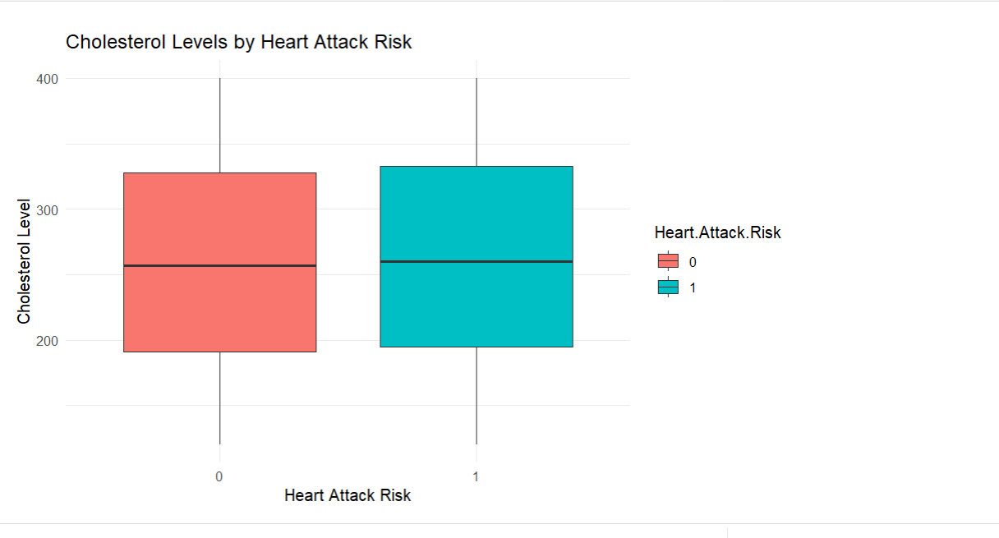 Cholesterol Levels by Heart Attack Risk
400
300
200
Cholesterol Level
0
1
Heart Attack Risk
Heart.Attack.Risk
0
1